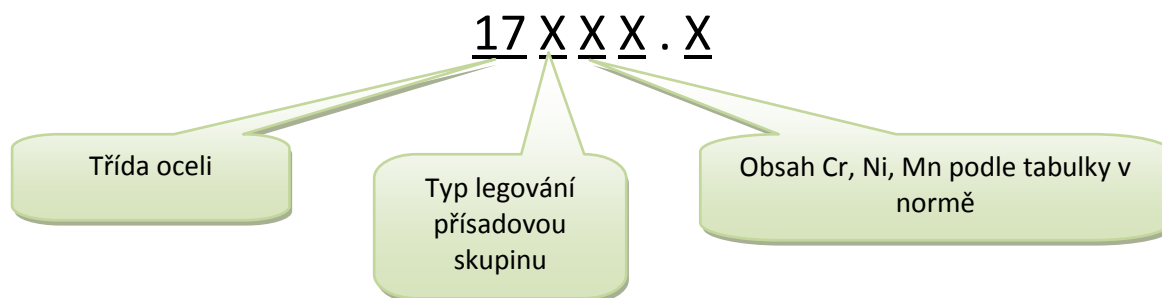 17 X X X . X
Třída oceli
Typ legování
přísadovou
skupinu
Obsah Cr, Ni, Mn podle tabulky v
normě